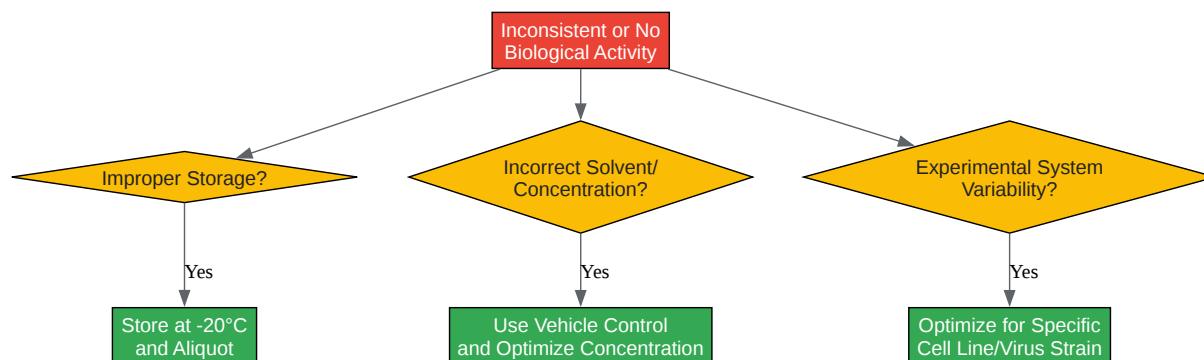 Inconsistent or No
Biological Activity
Improper Storage?
Incorrect Solvent/
Concentration?
Experimental System
Variability?
Yes
Yes
Yes
Store at -20°C
and Aliquot
Use Vehicle Control
and Optimize Concentration
Optimize for Specific
Cell Line/Virus Strain